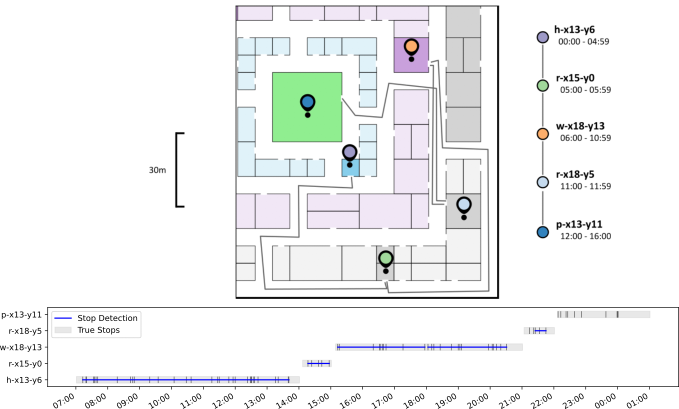 h-x13-y6
00:00 - 04:59
r-x15-y0
05:00 - 05:59
w-x18-y13
06:00 - 10:59
r-x18-y5
11:00 - 11:59
p-x13-y11
12:00 - 16:00
30m
p-x13-y11
r-x18-y5
w-x18-y13
r-x15-y0
h-x13-y6
Stop Detection
True Stops
07:00 08:00 09:00 10:00 11:00 12:00 13:00 14:00 15:00 16:00 17:00 18:00 19:00 20:00 21:00 22:00 23:00 00:00 01:00